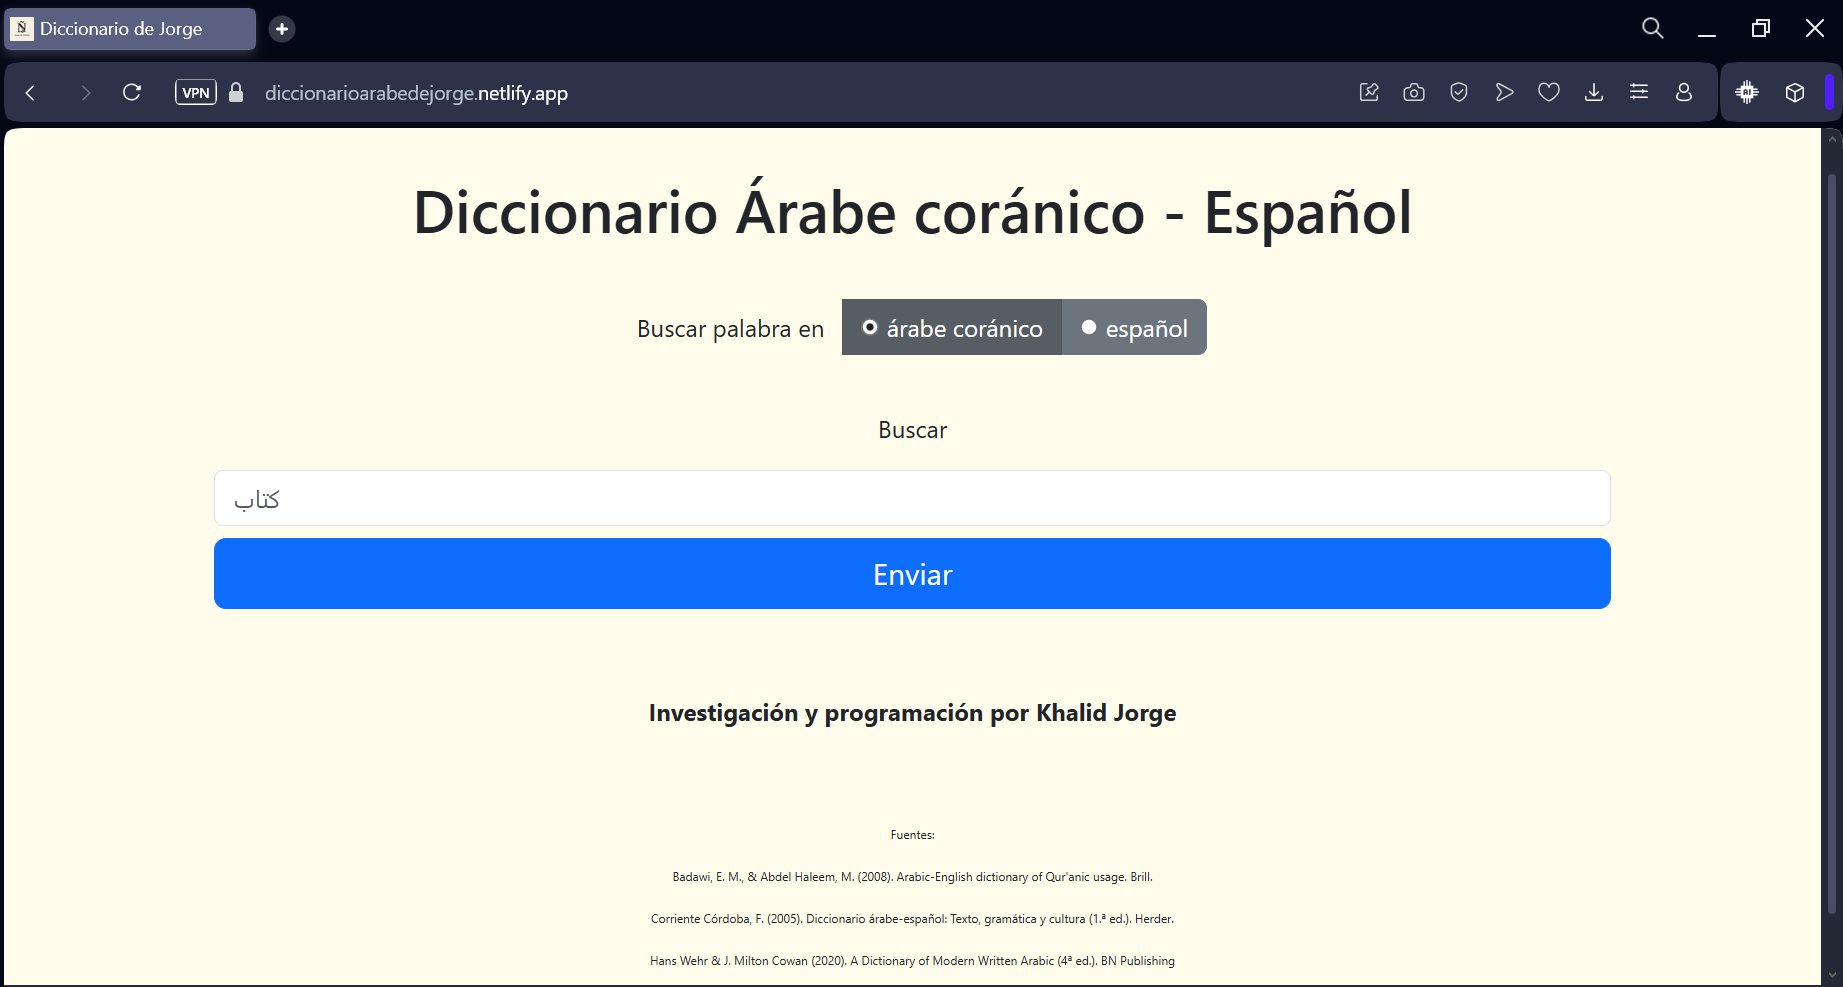 Diccionario de Jorge
VPN
diccionarioarabedejorge.netlify.app
AI
Diccionario Árabe coránico - Español
Buscar palabra en
árabe coránico
español
Buscar
كتاب
Enviar
Investigación y programación por Khalid Jorge
Fuentes:
Badawi, E. M., & Abdel Haleem, M. (2008). Arabic-English dictionary of Qur'anic usage. Brill.
Corriente Córdoba, F. (2005). Diccionario árabe-español: Texto, gramática y cultura (1.ª ed.). Herder.
Hans Wehr & J. Milton Cowan (2020). A Dictionary of Modern Written Arabic (4ª ed.). BN Publishing